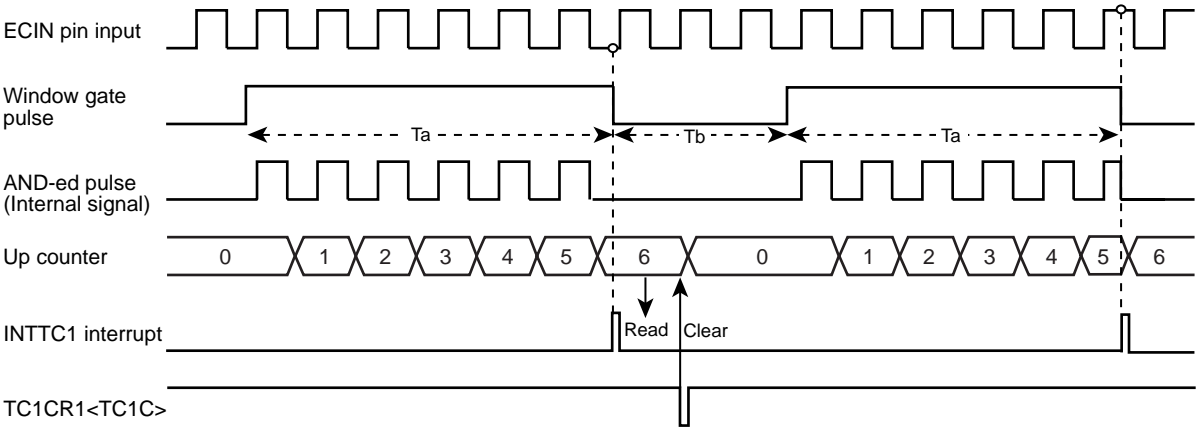 ECIN pin input
Window gate
pulse
Ta Tb Ta
AND-ed pulse
(Internal signal)
Up counter 0 1 2 3 4 5 6 0 1 2 3 4 5 6
INTTC1 interrupt Read Clear
TC1CR1<TC1C>